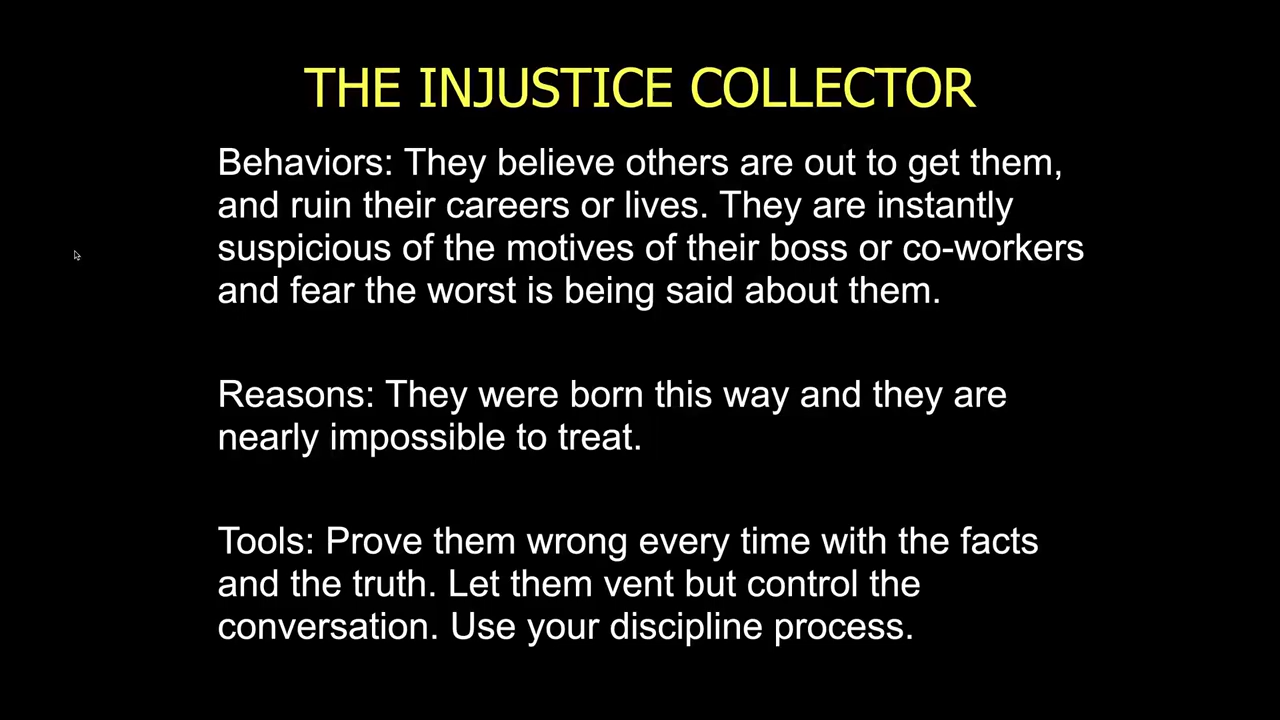 THE INJUSTICE COLLECTOR
Behaviors: They believe others are out to get them,
and ruin their careers or lives. They are instantly
suspicious of the motives of their boss or co-workers
and fear the worst is being said about them.
Reasons: They were born this way and they are
nearly impossible to treat.
Tools: Prove them wrong every time with the facts
and the truth. Let them vent but control the
conversation. Use your discipline process.